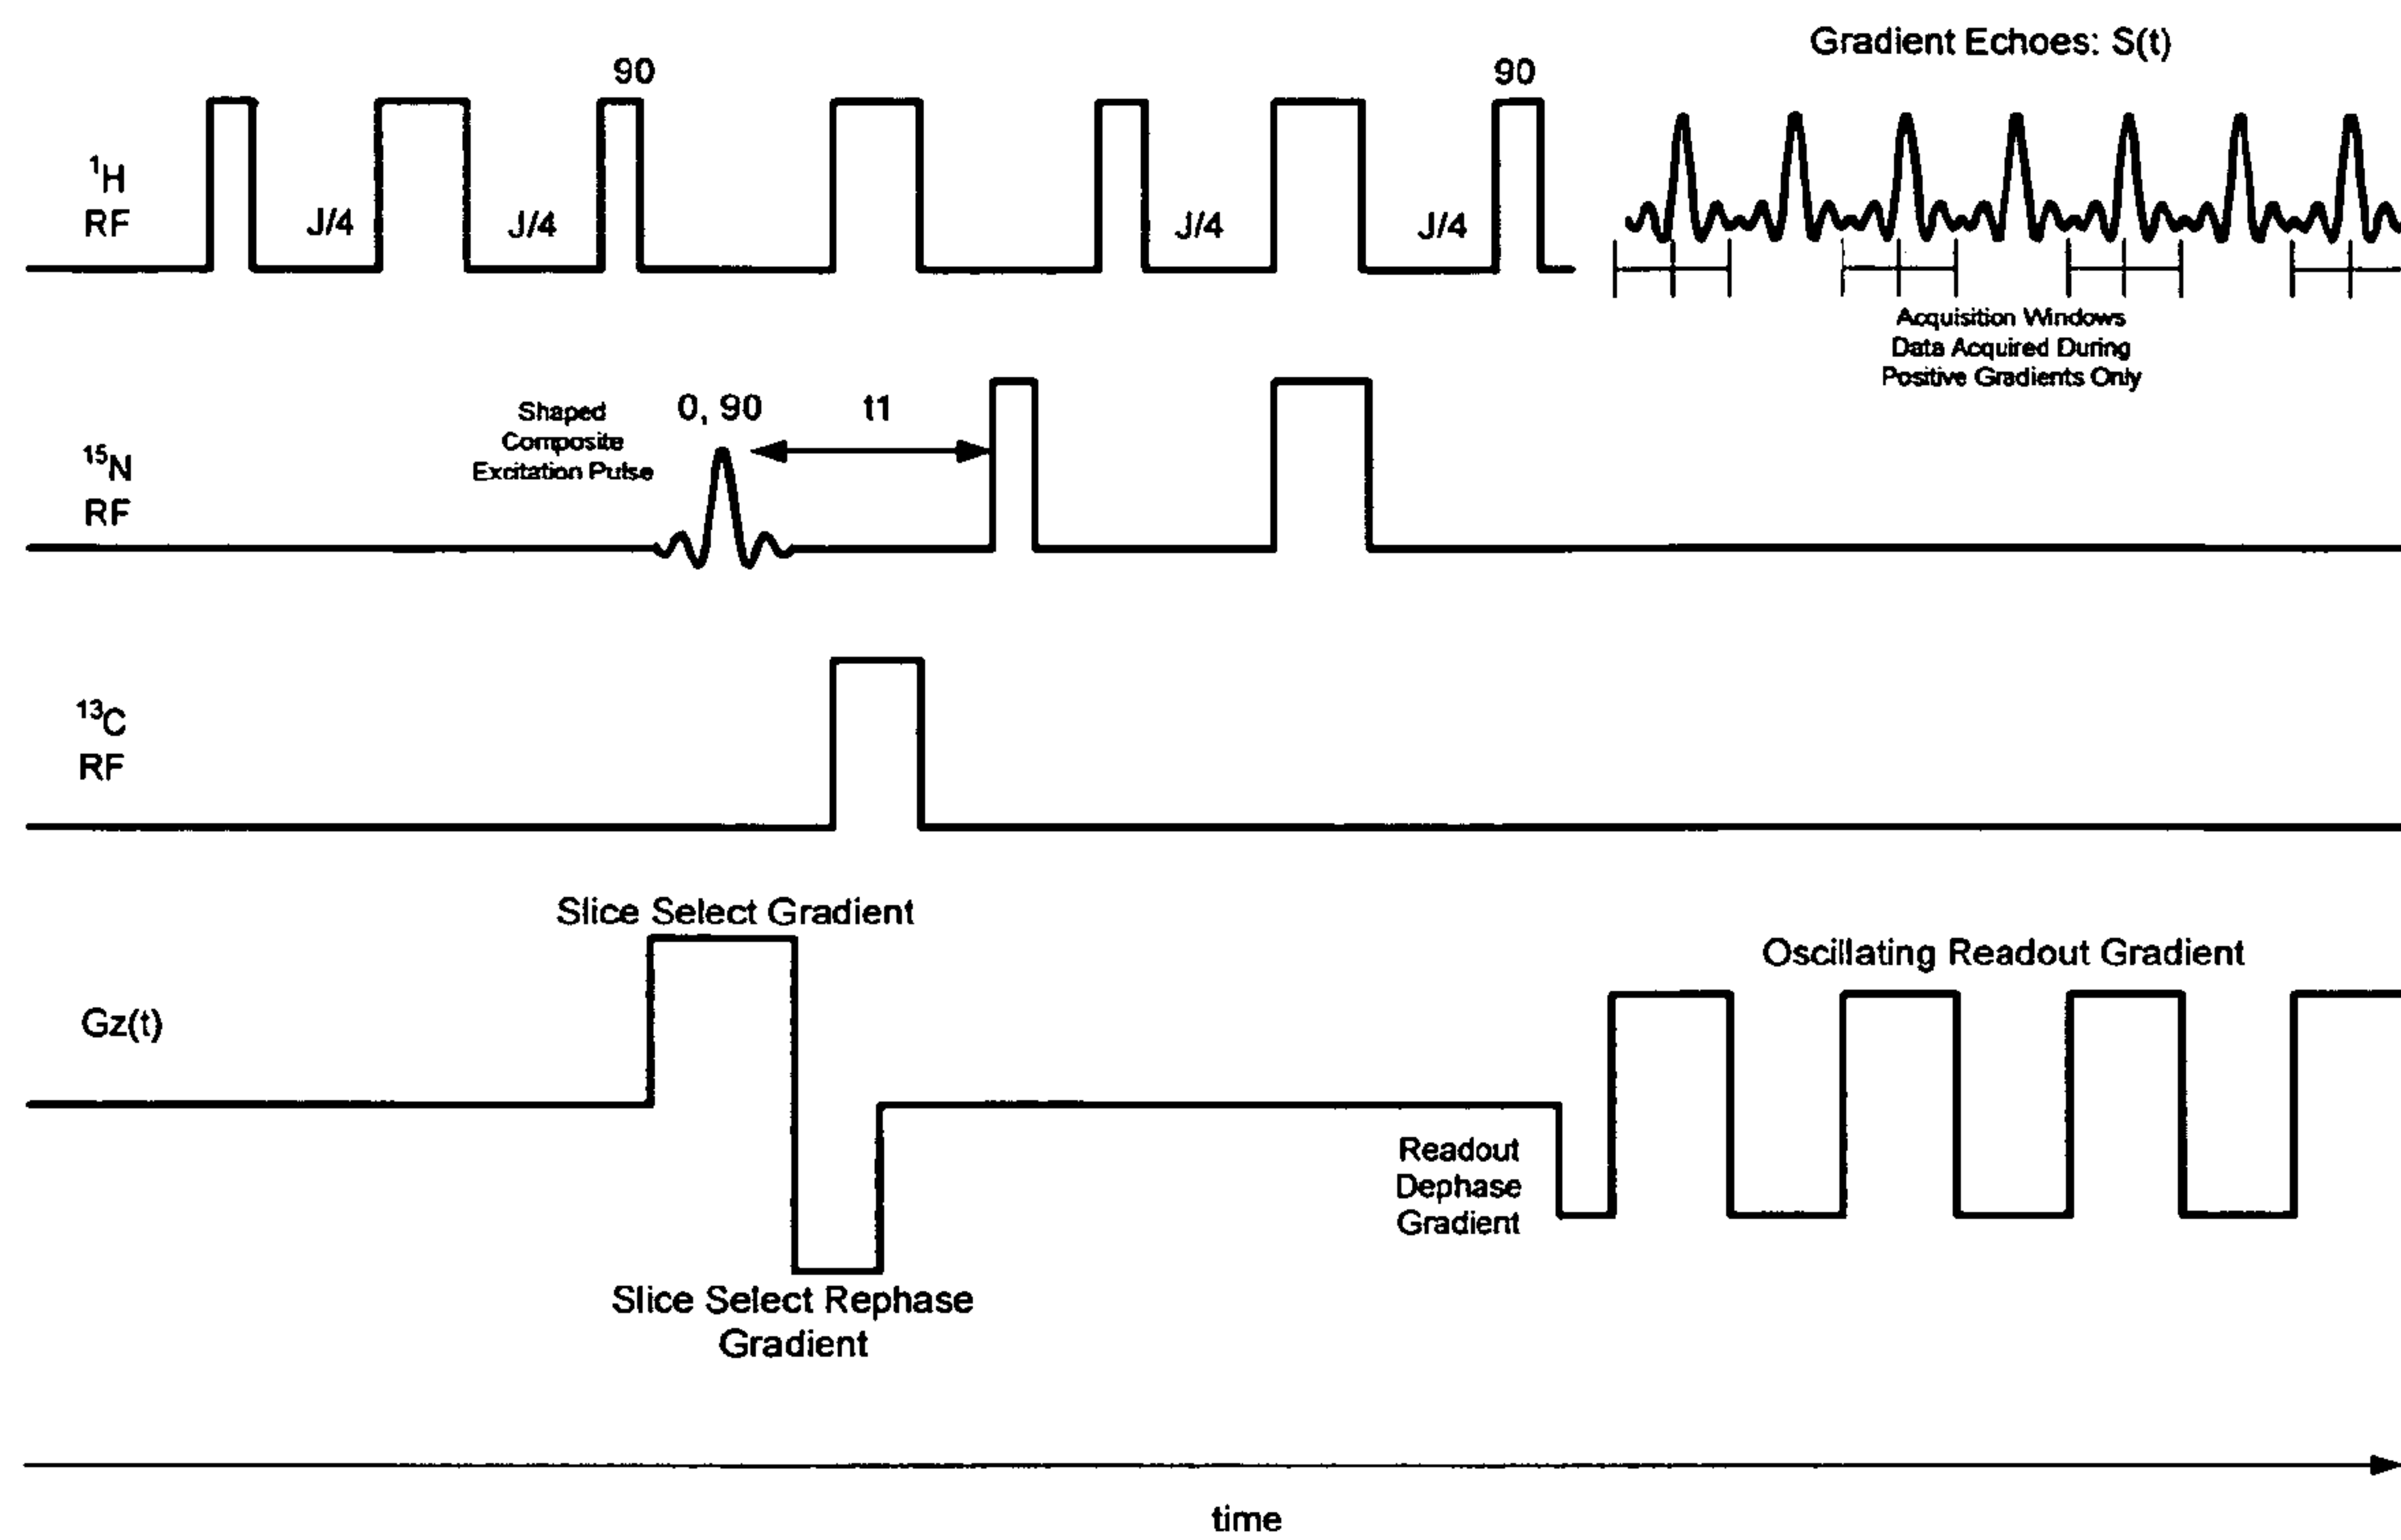 Gradient Echoes: S(t)
90
90
¹H
RF
J/4
J/4
J/4
J/4
Acquisition Windows
Data Acquired During
Positive Gradients Only
Shaped
Composite
Excitation Pulse
0, 90
t1
¹⁵N
RF
¹³C
RF
Slice Select Gradient
Oscillating Readout Gradient
Gz(t)
Readout
Dephase
Gradient
Slice Select Rephase
Gradient
time